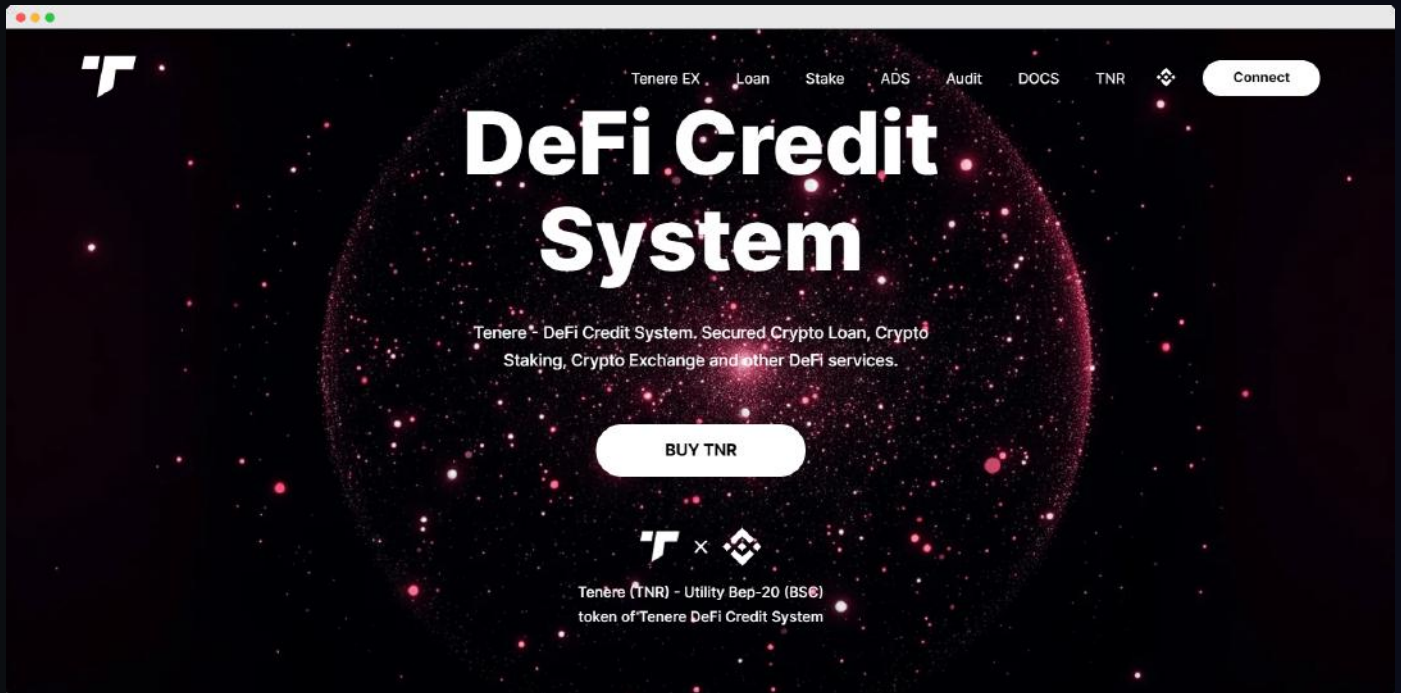 Tenere EX Loan Stake ADS Audit DOCS TNR Connect
DeFi Credit
System
Tenere - DeFi Credit System. Secured Crypto Loan, Crypto
Staking, Crypto Exchange and other DeFi services.
BUY TNR
x
Tenere (TNR) - Utility Bep-20 (BSC)
token of Tenere DeFi Credit System